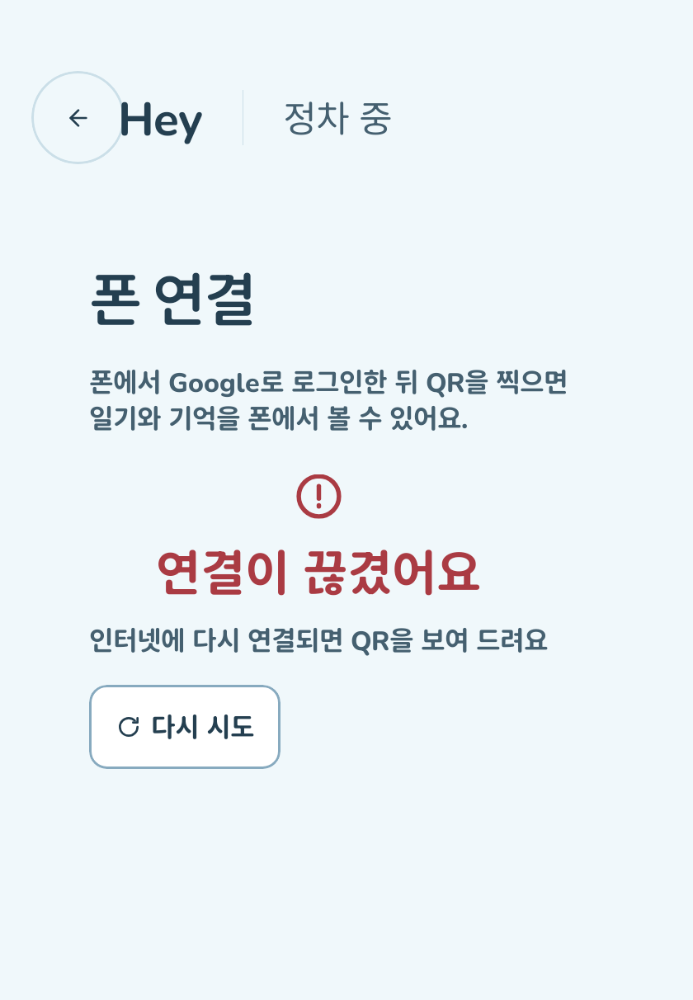 Hey
정차 중
폰 연결
폰에서 Google로 로그인한 뒤 QR을 찍으면
일기와 기억을 폰에서 볼 수 있어요.
연결이 끊겼어요
인터넷에 다시 연결되면 QR을 보여 드려요
다시 시도